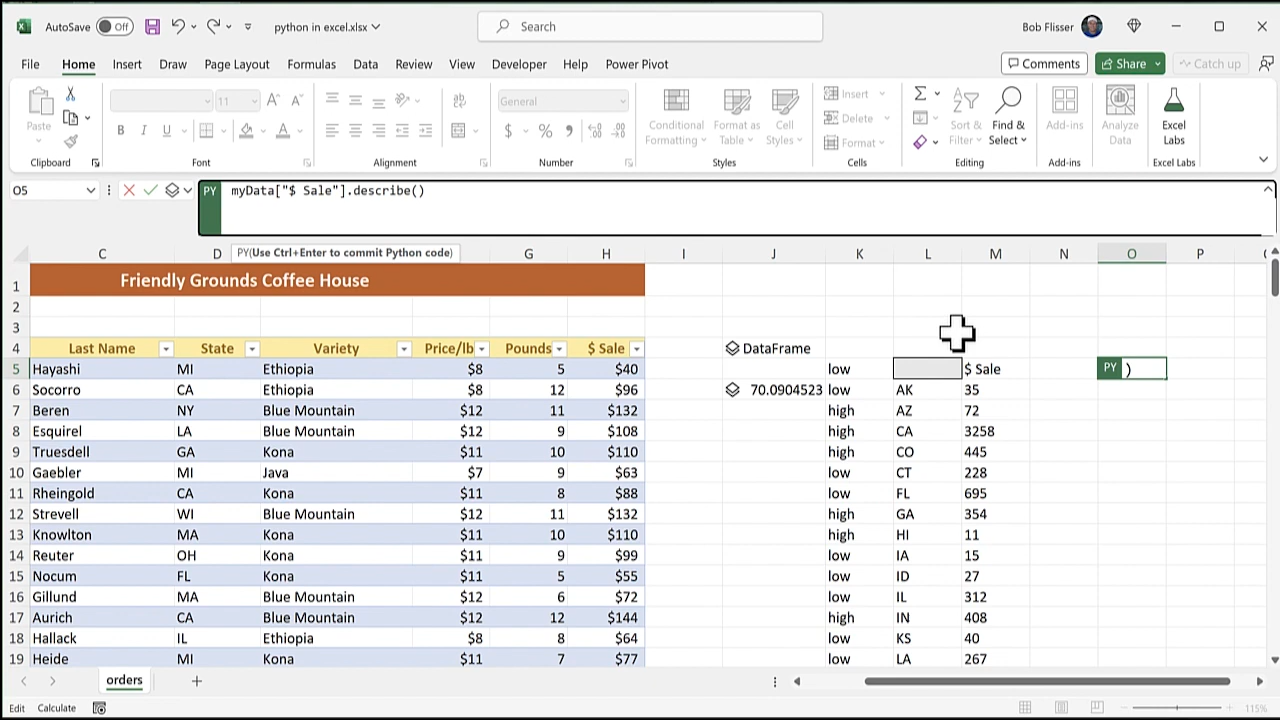 AutoSave Off python in excel.xlsx Search Bob Flisser
File Home Insert Draw Page Layout Formulas Data Review View Developer Help Power Pivot Comments Share Catch up
Paste 11 A A B I U A General $ % Conditional Formatting Format as Table Cell Styles Insert Delete Format Sort & Filter Find & Select Add-ins Analyze Data Excel Labs
Clipboard Font Alignment Number Styles Cells Editing Add-ins Excel Labs
O5 PY myData["$ Sale"].describe()
PY(Use Ctrl+Enter to commit Python code)
C D G H I J K L M N O P
1 Friendly Grounds Coffee House
2
3
4 Last Name State Variety Price/lb Pounds $ Sale DataFrame
5 Hayashi MI Ethiopia $8 5 $40 low $ Sale PY )
6 Socorro CA Ethiopia $8 12 $96 70.0904523 low AK 35
7 Beren NY Blue Mountain $12 11 $132 high AZ 72
8 Esquirel LA Blue Mountain $12 9 $108 high CA 3258
9 Truesdell GA Kona $11 10 $110 high CO 445
10 Gaebler MI Java $7 9 $63 low CT 228
11 Rheingold CA Kona $11 8 $88 low FL 695
12 Strevell WI Blue Mountain $12 11 $132 high GA 354
13 Knowlton MA Kona $11 10 $110 high HI 11
14 Reuter OH Kona $11 9 $99 low IA 15
15 Nocum FL Kona $11 5 $55 low ID 27
16 Gillund MA Blue Mountain $12 6 $72 low IL 312
17 Aurich CA Blue Mountain $12 12 $144 high IN 408
18 Hallack IL Ethiopia $8 8 $64 low KS 40
19 Heide MI Kona $11 7 $77 low LA 267
orders
Edit Calculate 115%